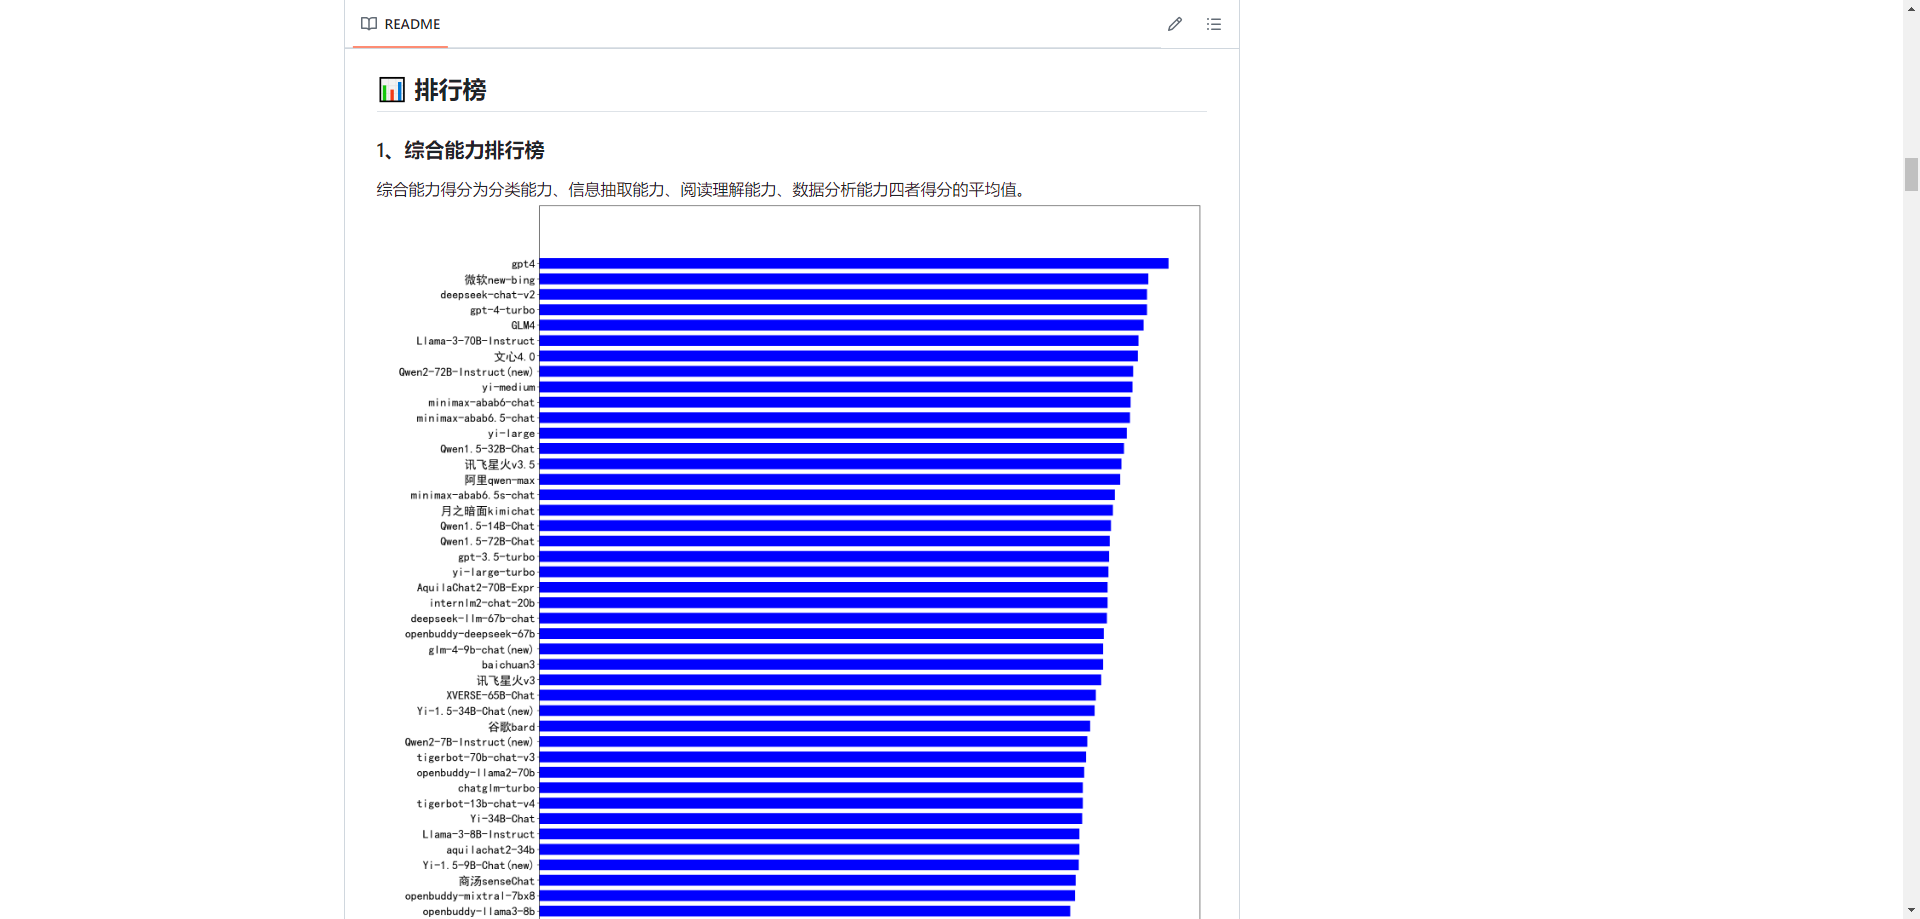 README
📊 排行榜
1、综合能力排行榜
综合能力得分为分类能力、信息抽取能力、阅读理解能力、数据分析能力四者得分的平均值。
gpt4
微软new-bing
deepseek-chat-v2
gpt-4-turbo
GLM4
Llama-3-70B-Instruct
文心4.0
Qwen2-72B-Instruct(new)
yi-medium
minimax-abab6-chat
minimax-abab6.5-chat
yi-large
Qwen1.5-32B-Chat
讯飞星火v3.5
阿里qwen-max
minimax-abab6.5s-chat
月之暗面kimichat
Qwen1.5-14B-Chat
Qwen1.5-72B-Chat
gpt-3.5-turbo
yi-large-turbo
AquilaChat2-70B-Expr
internlm2-chat-20b
deepseek-llm-67b-chat
openbuddy-deepseek-67b
glm-4-9b-chat(new)
baichuan3
讯飞星火v3
XVERSE-65B-Chat
Yi-1.5-34B-Chat(new)
谷歌bard
Qwen2-7B-Instruct(new)
tigerbot-70b-chat-v3
openbuddy-llama2-70b
chatglm-turbo
tigerbot-13b-chat-v4
Yi-34B-Chat
Llama-3-8B-Instruct
aquilachat2-34b
Yi-1.5-9B-Chat(new)
商汤senseChat
openbuddy-mixtral-7bx8
openbuddy-llama3-8b